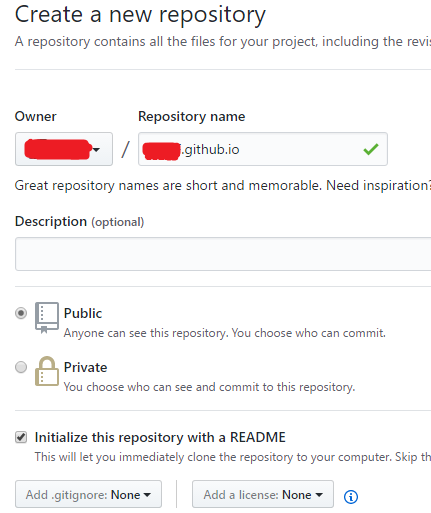 Create a new repository
A repository contains all the files for your project, including the revis
Owner Repository name
/ .github.io
Great repository names are short and memorable. Need inspiration?
Description (optional)
Public
Anyone can see this repository. You choose who can commit.
Private
You choose who can see and commit to this repository.
Initialize this repository with a README
This will let you immediately clone the repository to your computer. Skip th
Add .gitignore: None Add a license: None